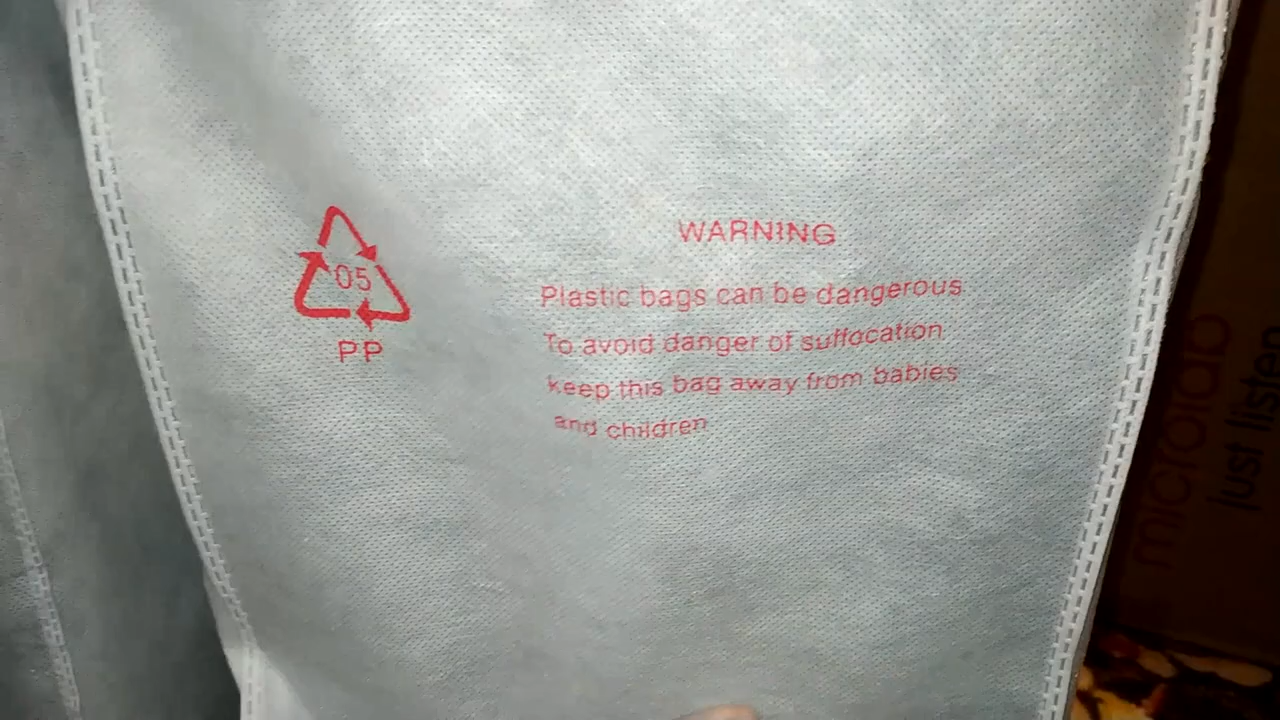 05
PP
WARNING
Plastic bags can be dangerous
To avoid danger of suffocation
keep this bag away from babies
and children
microlab
just listen